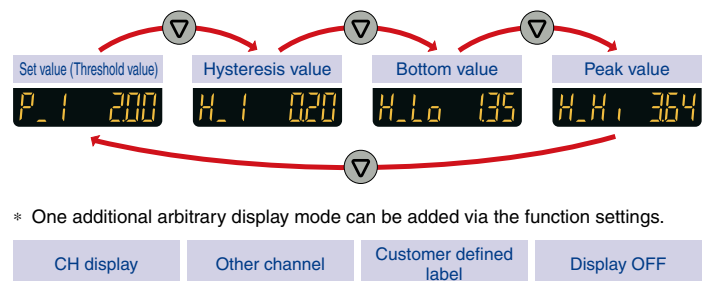 Set value (Threshold value) Hysteresis value Bottom value Peak value
P_1 2.00 H_1 0.20 H_Lo 1.35 H_Hi 3.64
* One additional arbitrary display mode can be added via the function settings.
CH display Other channel Customer defined label Display OFF